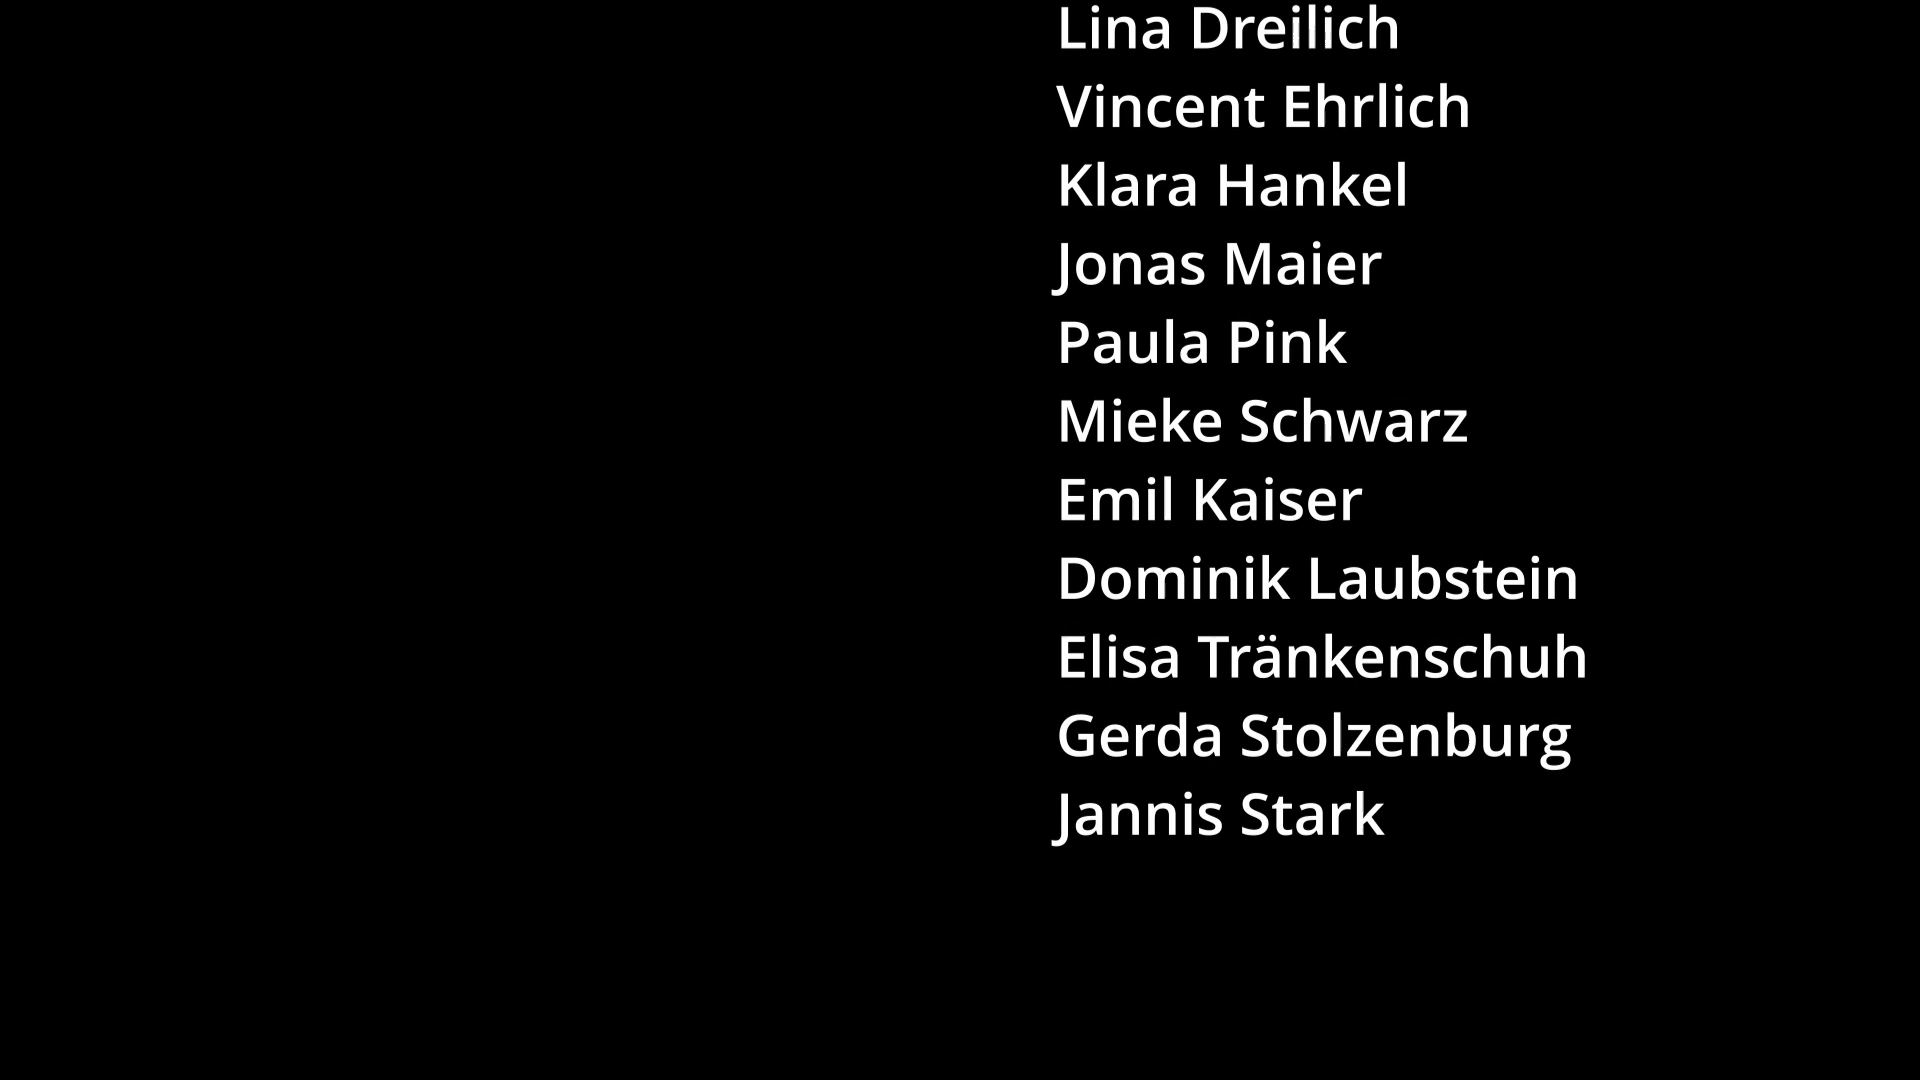 Lina Dreilich
Vincent Ehrlich
Klara Hankel
Jonas Maier
Paula Pink
Mieke Schwarz
Emil Kaiser
Dominik Laubstein
Elisa Tränkenschuh
Gerda Stolzenburg
Jannis Stark